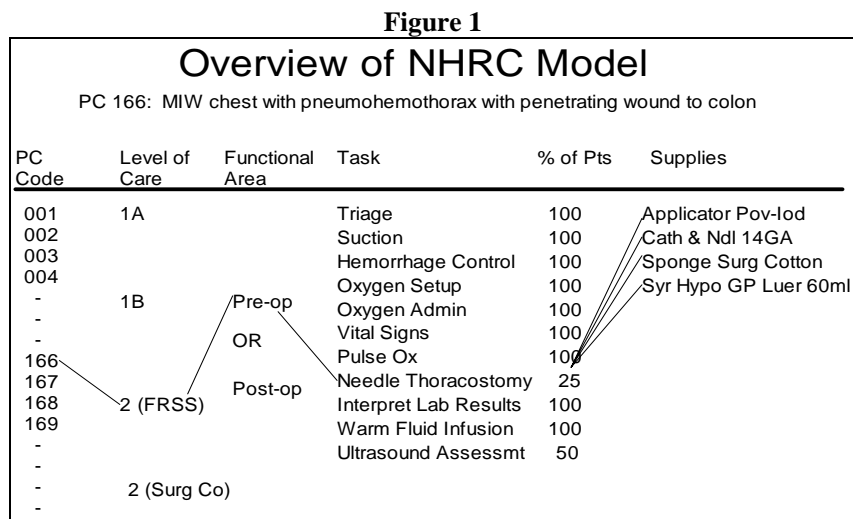 Figure 1
Overview of NHRC Model
PC 166: MIW chest with pneumohemothorax with penetrating wound to colon
PC Code Level of Care Functional Area Task % of Pts Supplies
001 1A Triage 100 Applicator Pov-Iod
002 Suction 100 Cath & Ndl 14GA
003 Hemorrhage Control 100 Sponge Surg Cotton
004 Oxygen Setup 100 Syr Hypo GP Luer 60ml
- 1B Pre-op Oxygen Admin 100
- OR Vital Signs 100
- Pulse Ox 100
166 Needle Thoracostomy 25
167 Post-op Interpret Lab Results 100
168 2 (FRSS) Warm Fluid Infusion 100
169 Ultrasound Assessmt 50
-
-
- 2 (Surg Co)
-